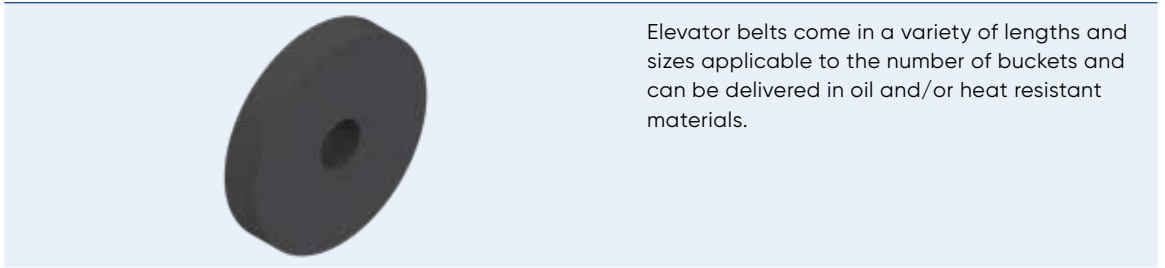 Elevator belts come in a variety of lengths and
sizes applicable to the number of buckets and
can be delivered in oil and/or heat resistant
materials.